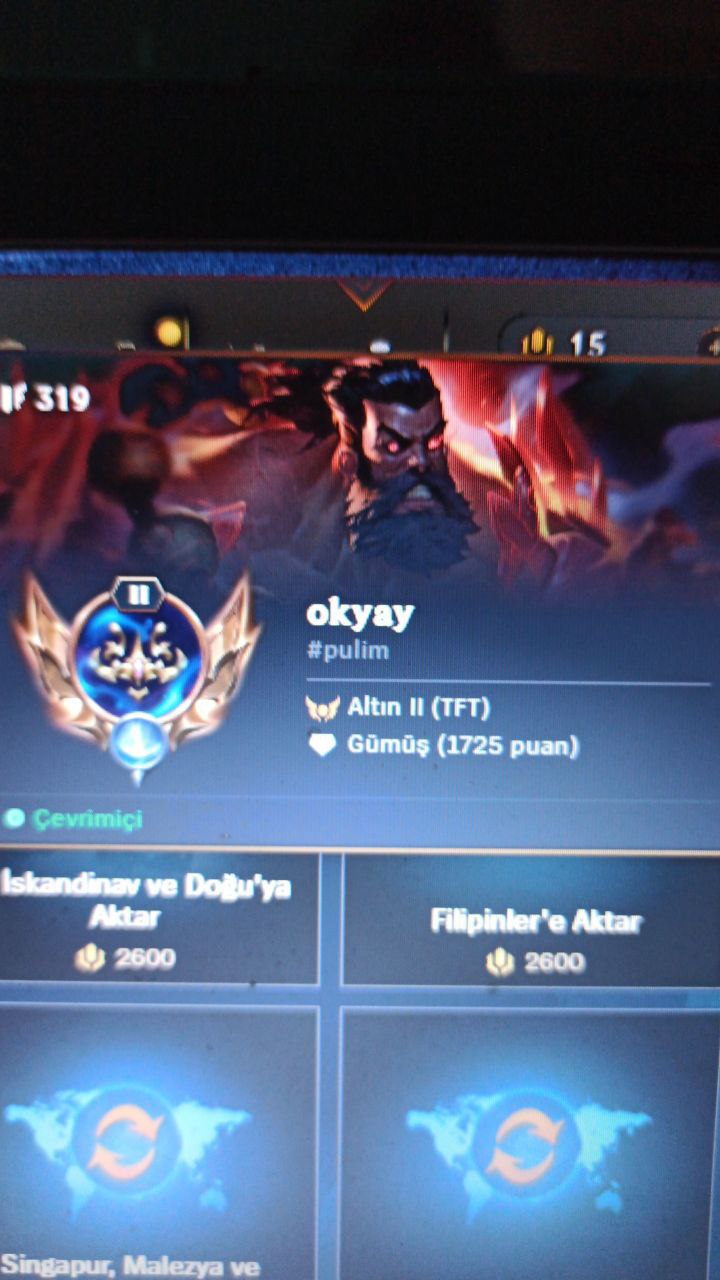 15
319
II
okyay
#pulim
Altın II (TFT)
Gümüş (1725 puan)
Çevrimiçi
İskandinav ve Doğu'ya
Aktar
2600
Filipinler'e Aktar
2600
Singapur, Malezya ve